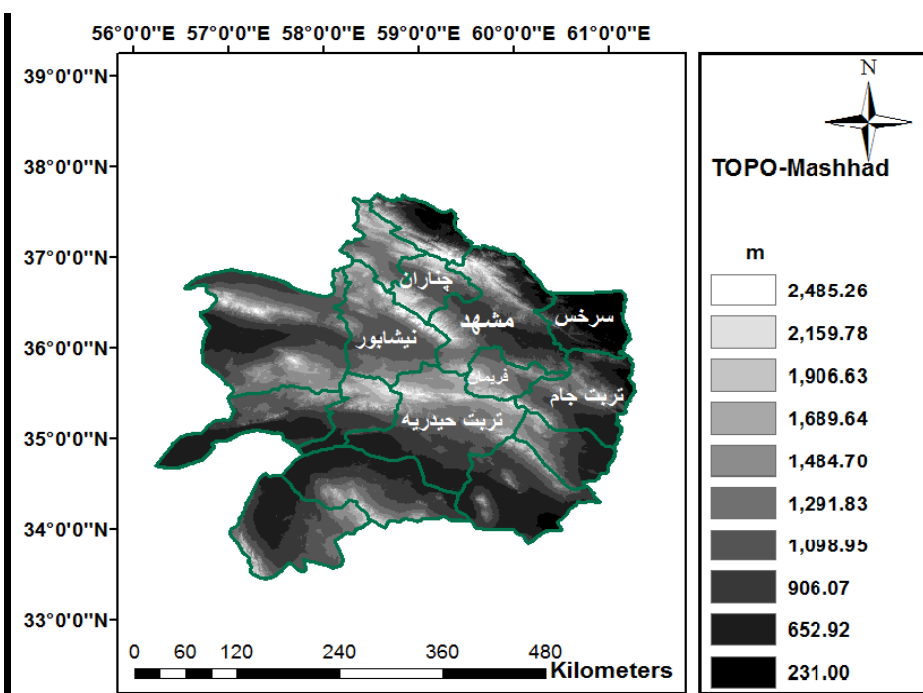 56°0'0"E 57°0'0"E 58°0'0"E 59°0'0"E 60°0'0"E 61°0'0"E
39°0'0"N
38°0'0"N
37°0'0"N
36°0'0"N
35°0'0"N
34°0'0"N
33°0'0"N
چناران
سرخس
مشهد
نیشابور
فریمان
تربت جام
تربت حیدریه
0 60 120 240 360 480
Kilometers
N
TOPO-Mashhad
m
2,485.26
2,159.78
1,906.63
1,689.64
1,484.70
1,291.83
1,098.95
906.07
652.92
231.00